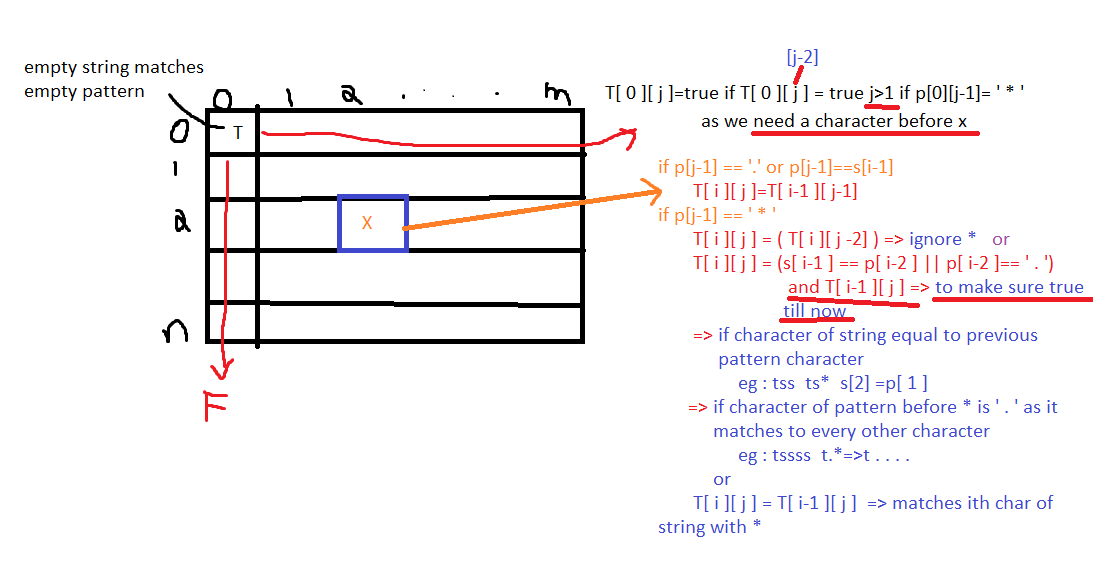 [j-2]
empty string matches
empty pattern
T[ 0 ][ j ]=true if T[ 0 ][ j ] = true j>1 if p[0][j-1]= ' * '
as we need a character before x
0 1 2 . . . . m
0 T
1
2 X
n
F
if p[j-1] == '.' or p[j-1]==s[i-1]
T[ i ][ j ]=T[ i-1 ][ j-1]
if p[j-1] == ' * '
T[ i ][ j ] = ( T[ i ][ j -2] ) => ignore * or
T[ i ][ j ] = (s[ i-1 ] == p[ i-2 ] || p[ i-2 ]== ' . ')
and T[ i-1 ][ j ] => to make sure true
till now
=> if character of string equal to previous
pattern character
eg : tss ts* s[2] =p[ 1 ]
=> if character of pattern before * is ' . ' as it
matches to every other character
eg : tssss t.*=>t . . . .
or
T[ i ][ j ] = T[ i-1 ][ j ] => matches ith char of
string with *